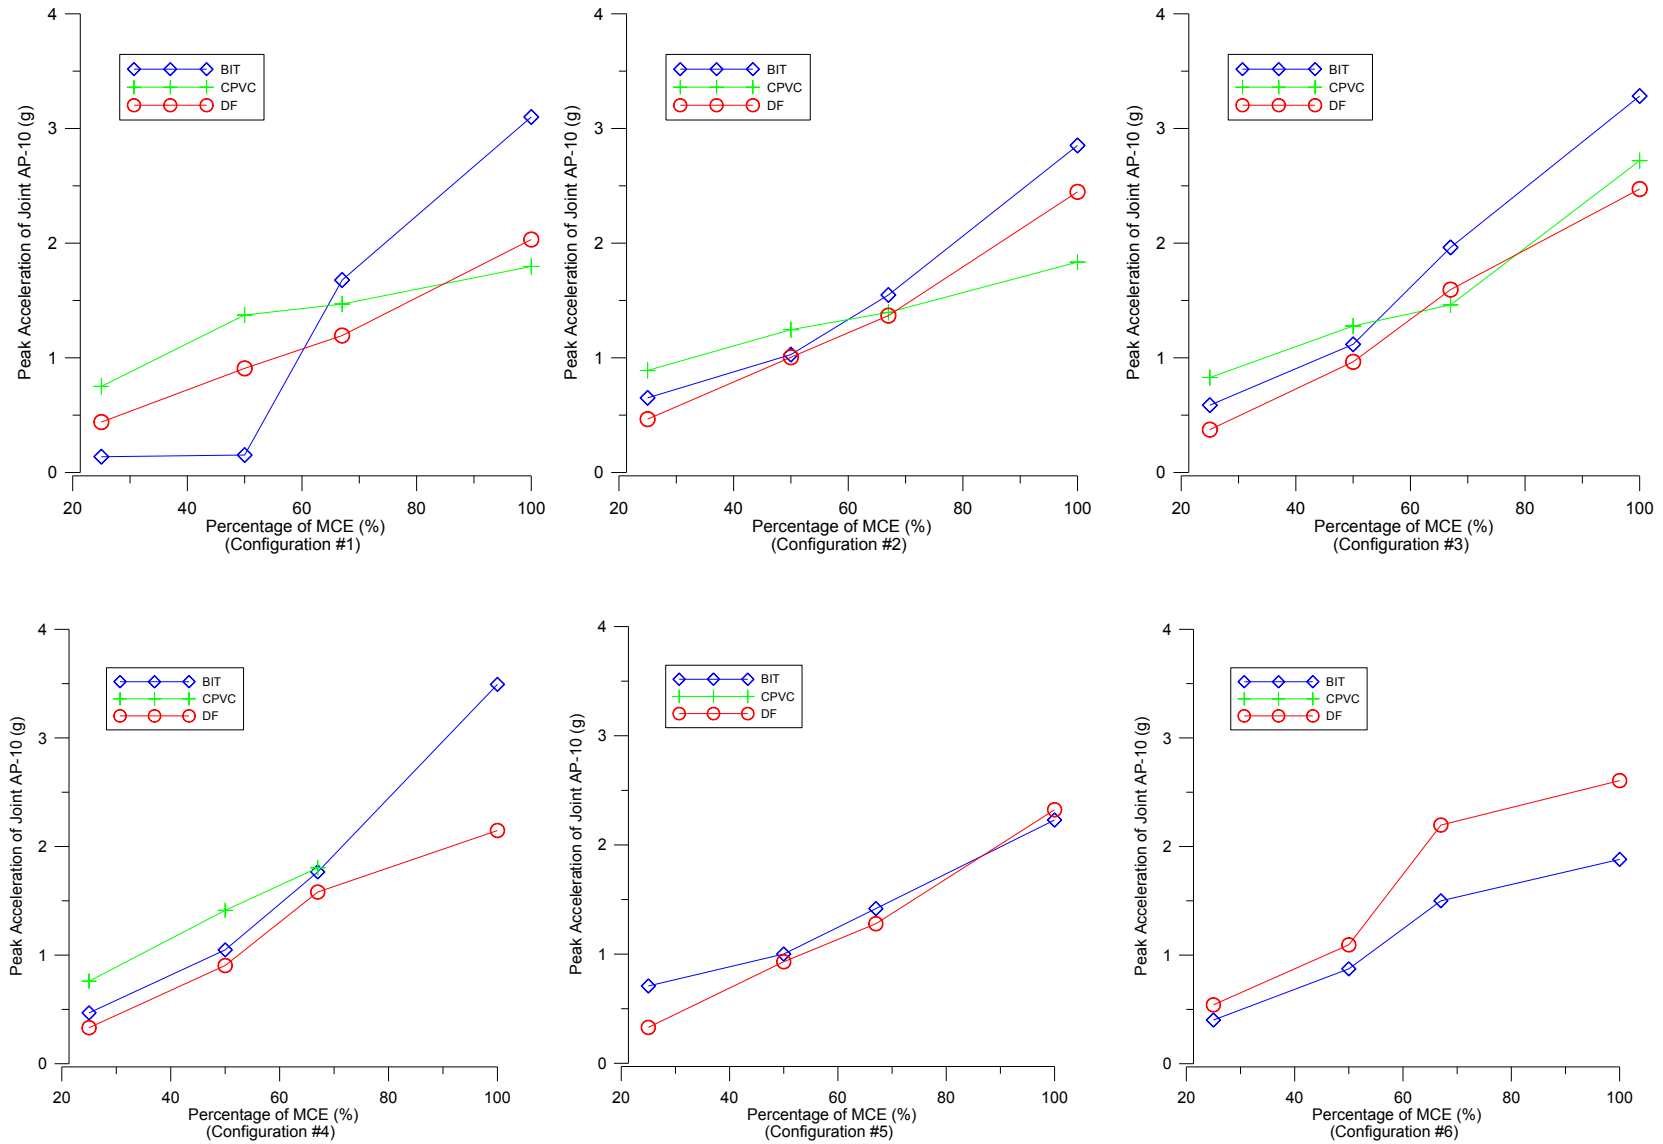 4
3
2
1
0
Peak Acceleration of Joint AP-10 (g)
BIT
CPVC
DF
20 40 60 80 100
Percentage of MCE (%)
(Configuration #1)
4
3
2
1
0
Peak Acceleration of Joint AP-10 (g)
BIT
CPVC
DF
20 40 60 80 100
Percentage of MCE (%)
(Configuration #2)
4
3
2
1
0
Peak Acceleration of Joint AP-10 (g)
BIT
CPVC
DF
20 40 60 80 100
Percentage of MCE (%)
(Configuration #3)
4
3
2
1
0
Peak Acceleration of Joint AP-10 (g)
BIT
CPVC
DF
20 40 60 80 100
Percentage of MCE (%)
(Configuration #4)
4
3
2
1
0
Peak Acceleration of Joint AP-10 (g)
BIT
CPVC
DF
20 40 60 80 100
Percentage of MCE (%)
(Configuration #5)
4
3
2
1
0
Peak Acceleration of Joint AP-10 (g)
BIT
CPVC
DF
20 40 60 80 100
Percentage of MCE (%)
(Configuration #6)